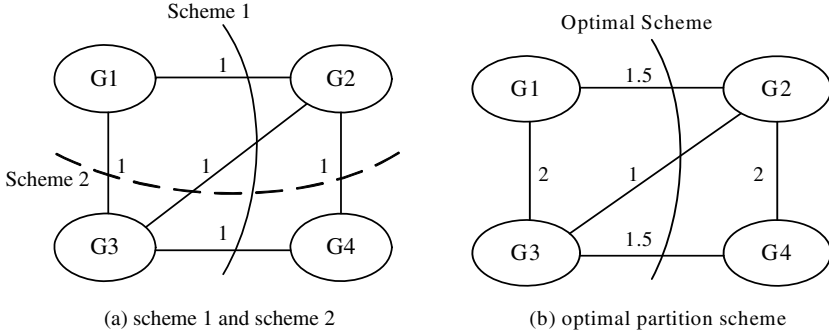 Scheme 1
G1
1
G2
1
1
1
Scheme 2
G3
1
G4
(a) scheme 1 and scheme 2
Optimal Scheme
G1
1.5
G2
2
1
2
G3
1.5
G4
(b) optimal partition scheme